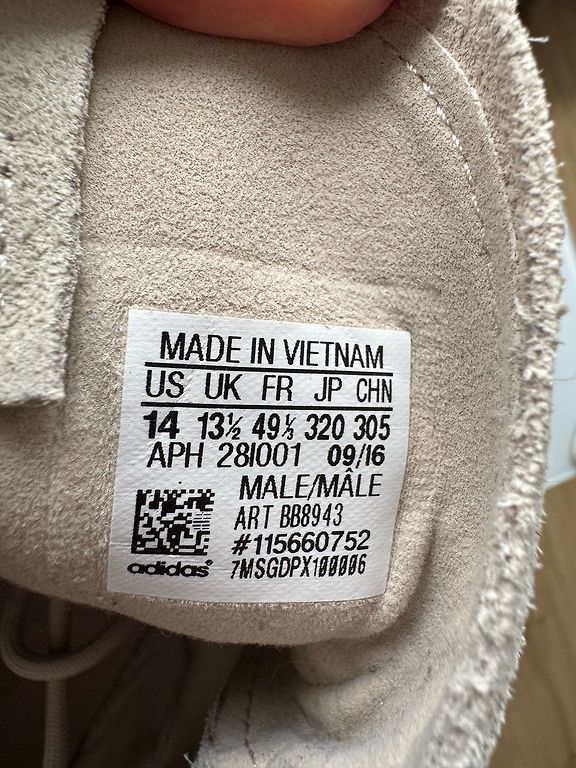 MADE IN VIETNAM
US UK FR JP CHN
14 13½ 49⅓ 320 305
APH 28I001 09/16
MALE/MÂLE
ART BB8943
#115660752
adidas® 7MSGDPX100006